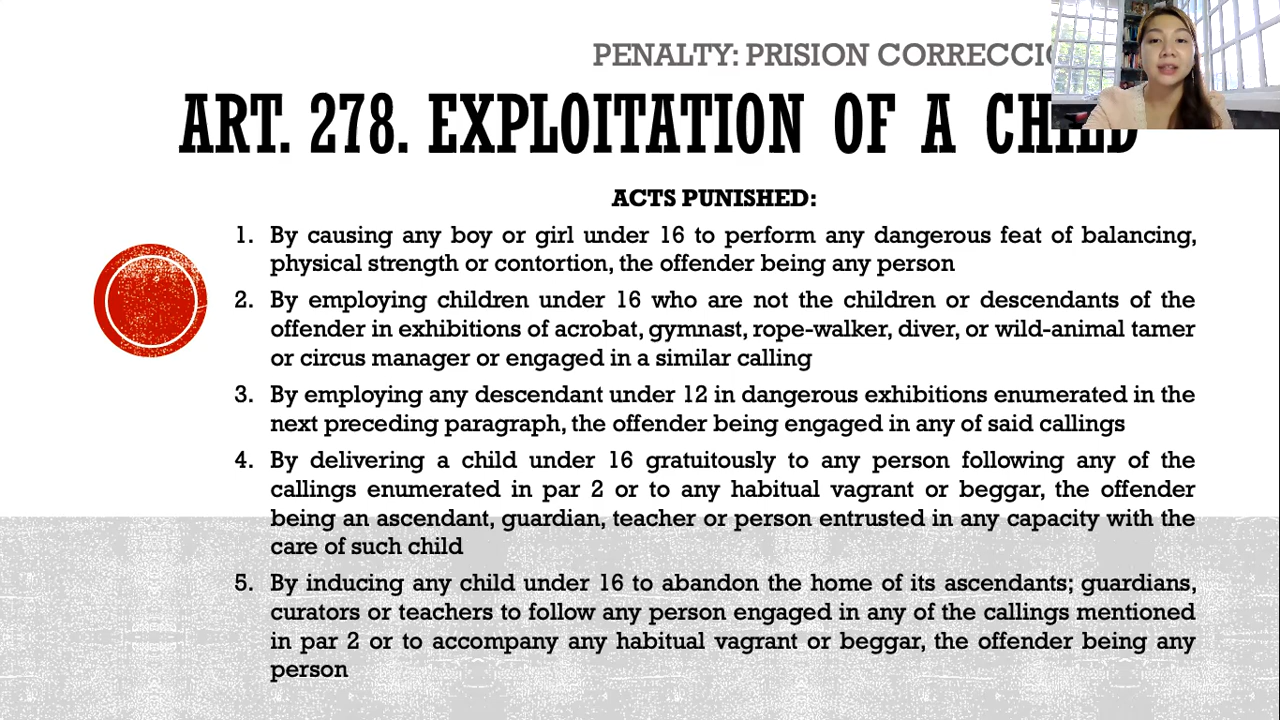 PENALTY: PRISION
ART. 278. EXPLOITATION OF A CHILD
ACTS PUNISHED:
1. By causing any boy or girl under 16 to perform any dangerous feat of balancing,
physical strength or contortion, the offender being any person
2. By employing children under 16 who are not the children or descendants of the
offender in exhibitions of acrobat, gymnast, rope-walker, diver, or wild-animal tamer
or circus manager or engaged in a similar calling
3. By employing any descendant under 12 in dangerous exhibitions enumerated in the
next preceding paragraph, the offender being engaged in any of said callings
4. By delivering a child under 16 gratuitously to any person following any of the
callings enumerated in par 2 or to any habitual vagrant or beggar, the offender
being an ascendant, guardian, teacher or person entrusted in any capacity with the
care of such child
5. By inducing any child under 16 to abandon the home of its ascendants; guardians,
curators or teachers to follow any person engaged in any of the callings mentioned
in par 2 or to accompany any habitual vagrant or beggar, the offender being any
person